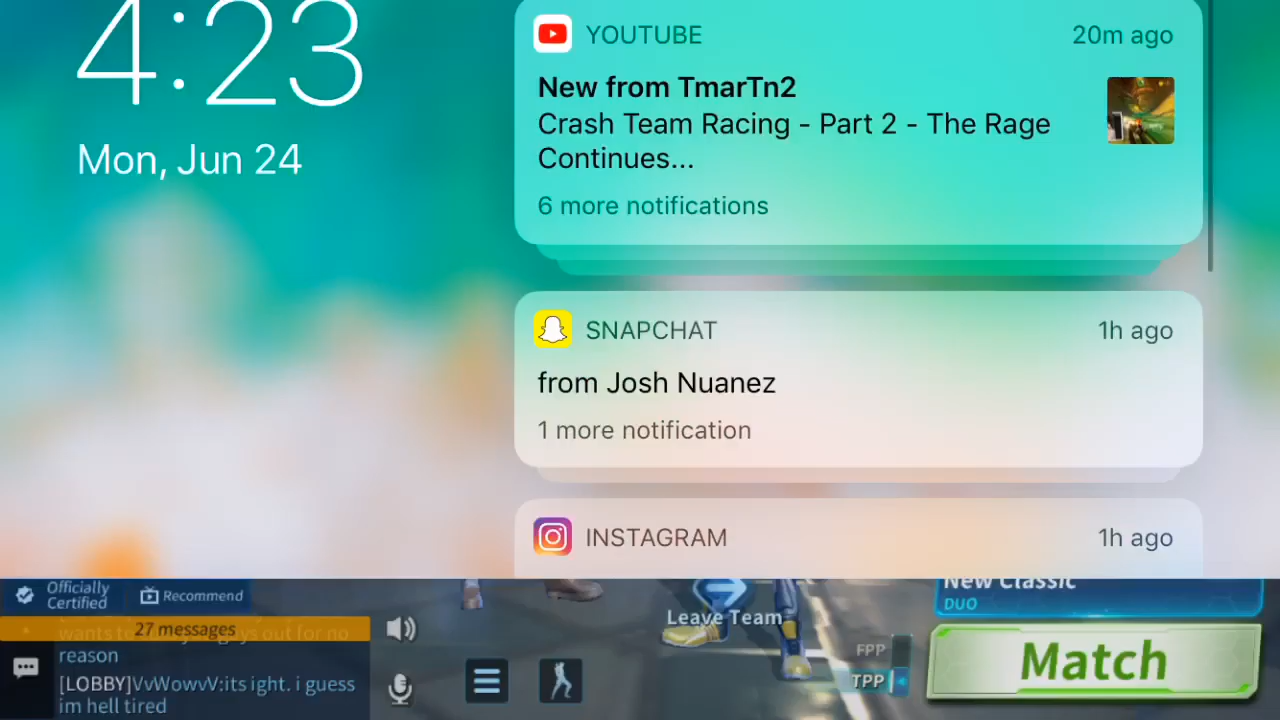 4:23
Mon, Jun 24
YOUTUBE
20m ago
New from TmarTn2
Crash Team Racing - Part 2 - The Rage
Continues...
6 more notifications
SNAPCHAT
1h ago
from Josh Nuanez
1 more notification
INSTAGRAM
1h ago
Officially
Certified
Recommend
27 messages
reason
[LOBBY]VvWowvV:its ight. i guess
im hell tired
Leave Team
FPP
TPP
New Classic
DUO
Match